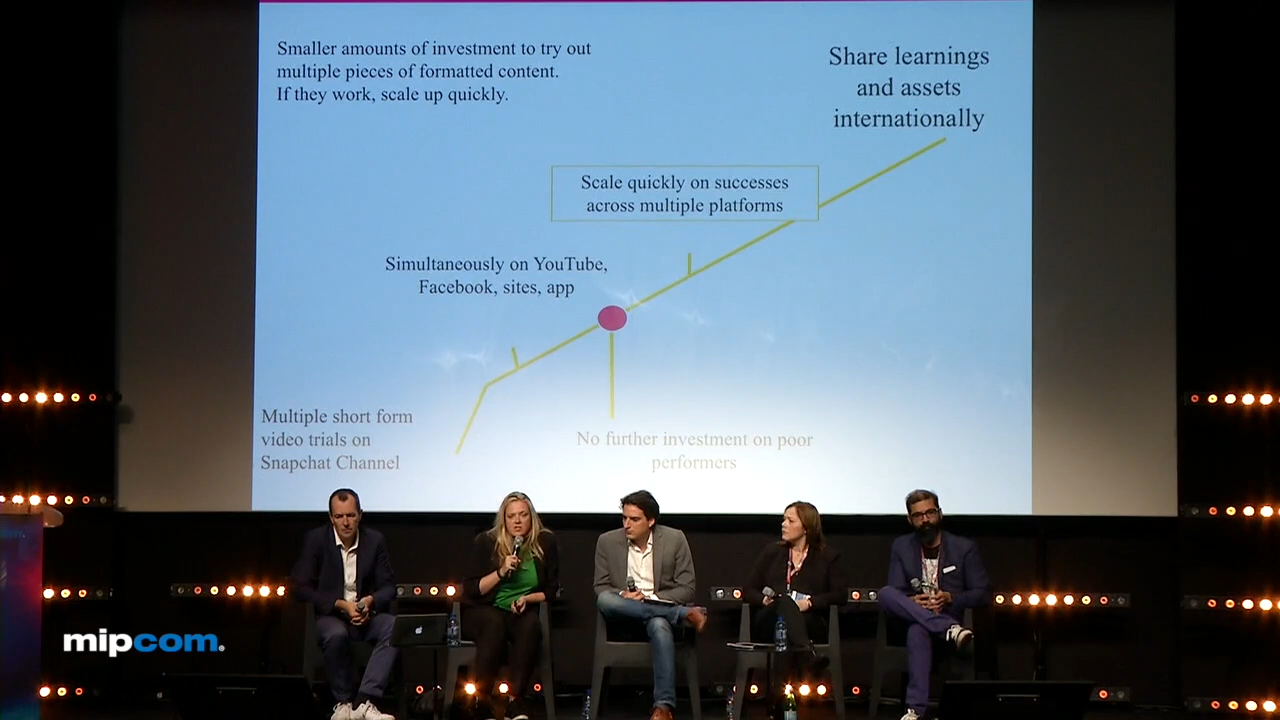 Smaller amounts of investment to try out
multiple pieces of formatted content.
If they work, scale up quickly.
Share learnings
and assets
internationally
Scale quickly on successes
across multiple platforms
Simultaneously on YouTube,
Facebook, sites, app
Multiple short form
video trials on
Snapchat Channel
No further investment on poor
performers
mipcom.